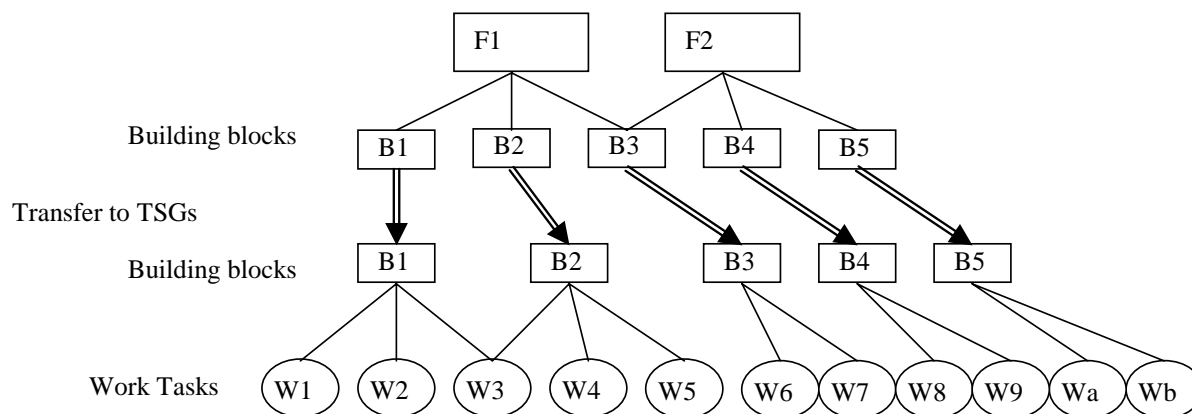 F1 F2
Building blocks B1 B2 B3 B4 B5
Transfer to TSGs
Building blocks B1 B2 B3 B4 B5
Work Tasks W1 W2 W3 W4 W5 W6 W7 W8 W9 Wa Wb